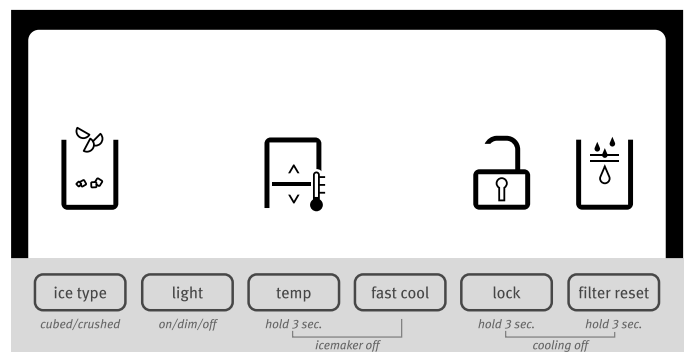 ice type light temp fast cool lock filter reset
cubed/crushed on/dim/off hold 3 sec. hold 3 sec. hold 3 sec.
icemaker off cooling off